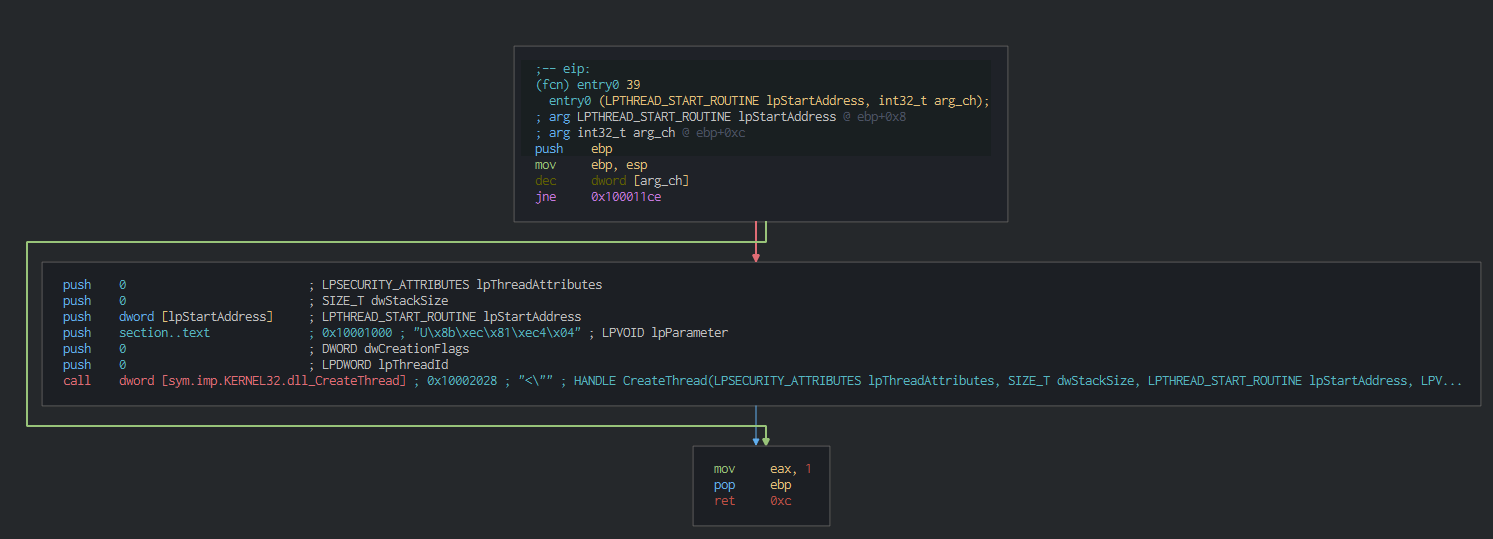 ;-- eip:
(fcn) entry0 39
entry0 (LPTHREAD_START_ROUTINE lpStartAddress, int32_t arg_ch);
; arg LPTHREAD_START_ROUTINE lpStartAddress @ ebp+0x8
; arg int32_t arg_ch @ ebp+0xc
push ebp
mov ebp, esp
dec dword [arg_ch]
jne 0x100011ce
push 0 ; LPSECURITY_ATTRIBUTES lpThreadAttributes
push 0 ; SIZE_T dwStackSize
push dword [lpStartAddress] ; LPTHREAD_START_ROUTINE lpStartAddress
push section..text ; 0x10001000 ; "U\x8b\xec\x81\xec4\x04" ; LPVOID lpParameter
push 0 ; DWORD dwCreationFlags
push 0 ; LPDWORD lpThreadId
call dword [sym.imp.KERNEL32.dll_CreateThread] ; 0x10002028 ; "<\"" ; HANDLE CreateThread(LPSECURITY_ATTRIBUTES lpThreadAttributes, SIZE_T dwStackSize, LPTHREAD_START_ROUTINE lpStartAddress, LPV...
mov eax, 1
pop ebp
ret 0xc